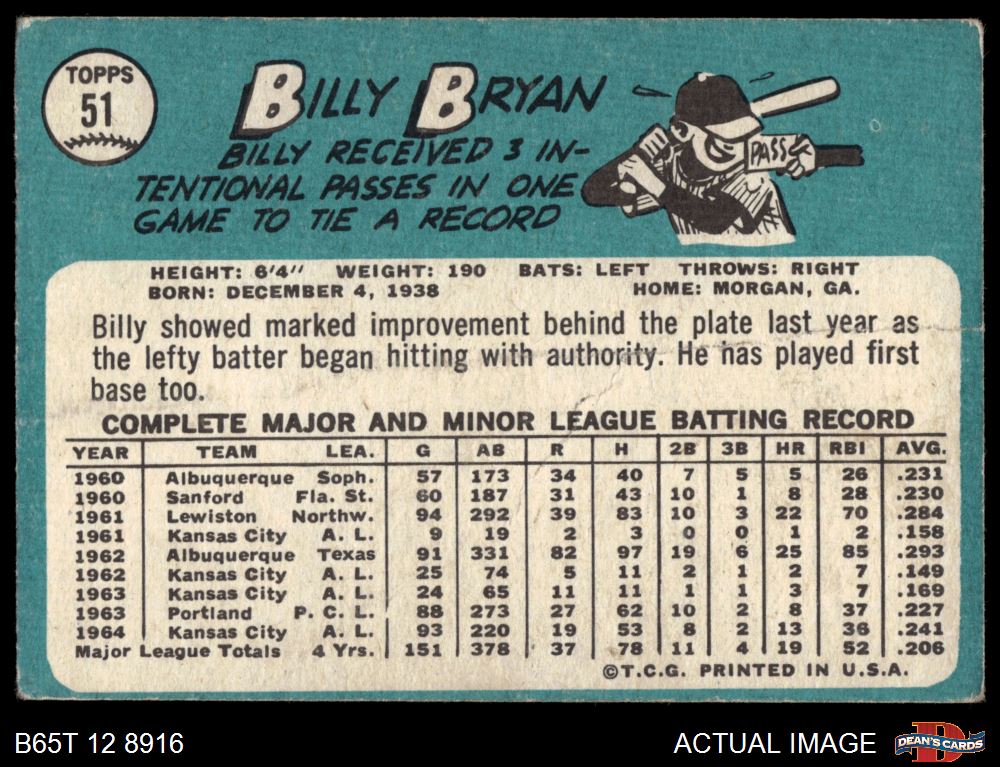 TOPPS
51
BILLY BRYAN
BILLY RECEIVED 3 IN-
TENTIONAL PASSES IN ONE
GAME TO TIE A RECORD
PASS
HEIGHT: 6'4" WEIGHT: 190 BATS: LEFT THROWS: RIGHT
BORN: DECEMBER 4, 1938 HOME: MORGAN, GA.
Billy showed marked improvement behind the plate last year as
the lefty batter began hitting with authority. He has played first
base too.
COMPLETE MAJOR AND MINOR LEAGUE BATTING RECORD
YEAR TEAM LEA. G AB R H 2B 3B HR RBI AVG.
1960 Albuquerque Soph. 57 173 34 40 7 5 5 26 .231
1960 Sanford Fla. St. 60 187 31 43 10 1 8 28 .230
1961 Lewiston Northw. 94 292 39 83 10 3 22 70 .284
1961 Kansas City A. L. 9 19 2 3 0 0 1 2 .158
1962 Albuquerque Texas 91 331 82 97 19 6 25 85 .293
1962 Kansas City A. L. 25 74 5 11 2 1 2 7 .149
1963 Kansas City A. L. 24 65 11 11 1 1 3 7 .169
1963 Portland P. C. L. 88 273 27 62 10 2 8 37 .227
1964 Kansas City A. L. 93 220 19 53 8 2 13 36 .241
Major League Totals 4 Yrs. 151 378 37 78 11 4 19 52 .206
©T.C.G. PRINTED IN U.S.A.
B65T 12 8916 ACTUAL IMAGE
D
DEAN'S CARDS